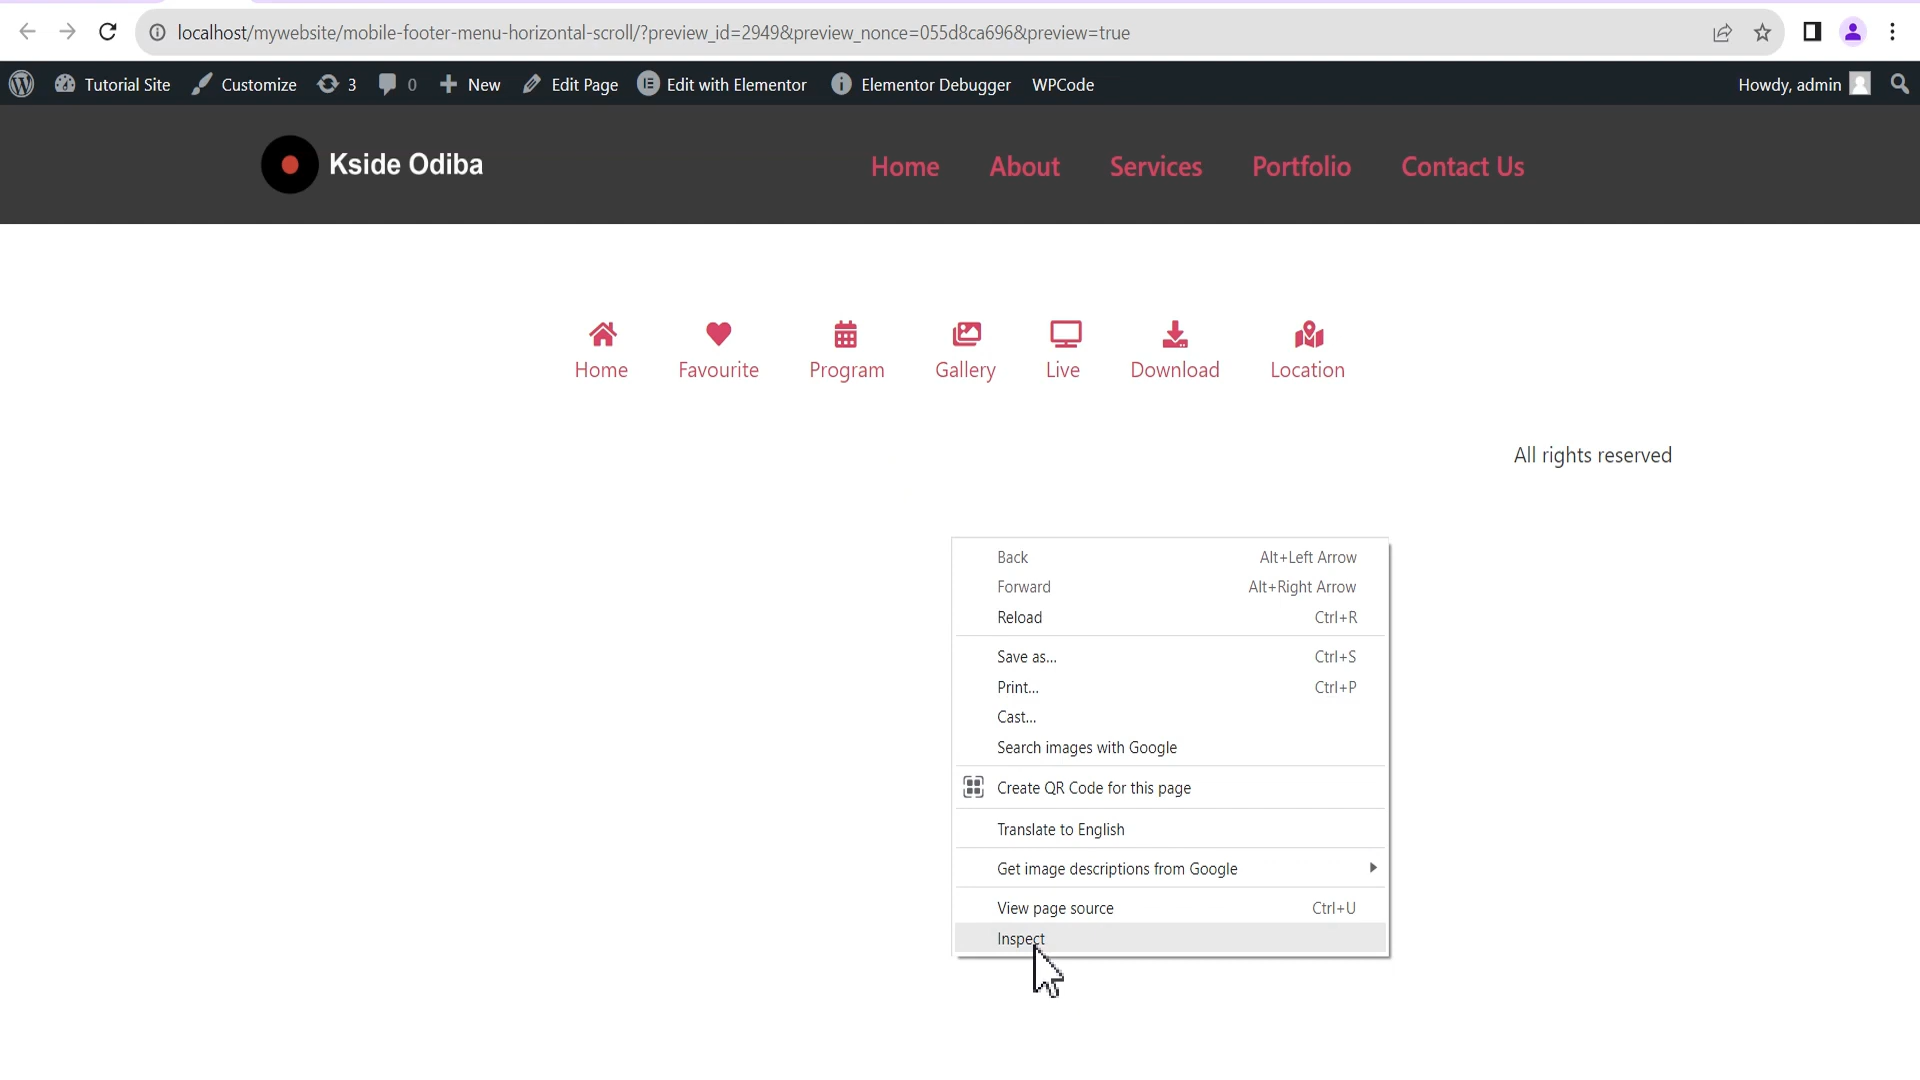 localhost/mywebsite/mobile-footer-menu-horizontal-scroll/?preview_id=2949&preview_nonce=055d8ca696&preview=true
Tutorial Site Customize 3 0 New Edit Page Edit with Elementor Elementor Debugger WPCode Howdy, admin
Kside Odiba Home About Services Portfolio Contact Us
Home Favourite Program Gallery Live Download Location
All rights reserved
Back Alt+Left Arrow
Forward Alt+Right Arrow
Reload Ctrl+R
Save as... Ctrl+S
Print... Ctrl+P
Cast...
Search images with Google
Create QR Code for this page
Translate to English
Get image descriptions from Google
View page source Ctrl+U
Inspect